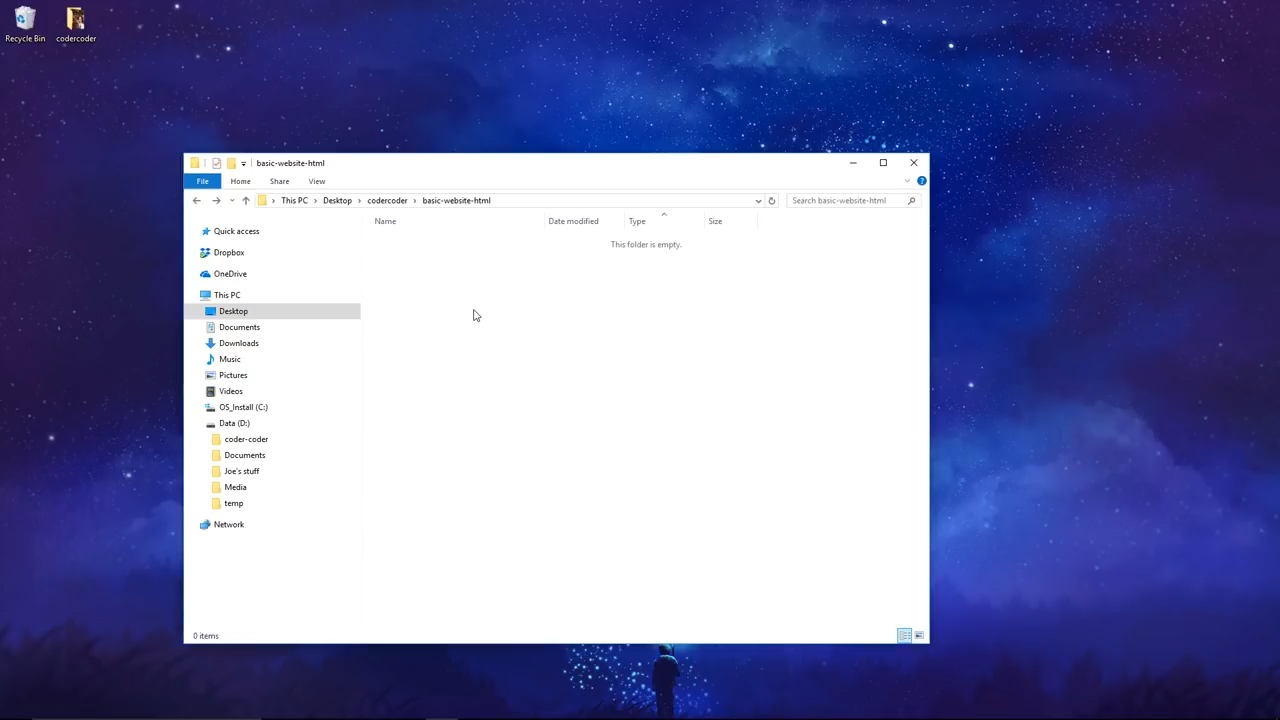 Recycle Bin
codercoder
basic-website-html
File Home Share View
This PC Desktop codercoder basic-website-html
Search basic-website-html
Name Date modified Type Size
This folder is empty.
Quick access
Dropbox
OneDrive
This PC
Desktop
Documents
Downloads
Music
Pictures
Videos
OS_Install (C:)
Data (D:)
coder-coder
Documents
Joe's stuff
Media
temp
Network
0 items